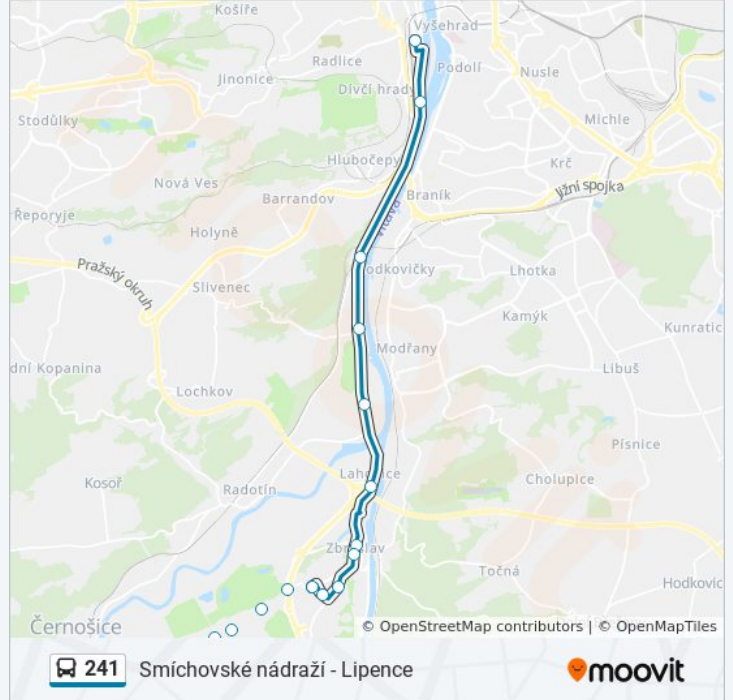 Košíře
Vyšehrad
Radlice
Podolí
Jinonice
Nusle
Dívčí hrady
Stodůlky
Michle
Hlubočepy
Krč
Nová Ves
Jižní spojka
Barrandov
Braník
Řeporyje
Vltava
Holyně
Pražský okruh
odkovičky
Lhotka
Slivenec
Kamýk
Kunratic
Modřany
dní Kopanina
Libuš
Lochkov
Písnice
Lahovice
Kosoř
Radotín
Cholupice
Zbraslav
Točná
Hodkovic
Černošice
© OpenStreetMap contributors | © OpenMapTiles
241 Smíchovské nádraží - Lipence
moovit